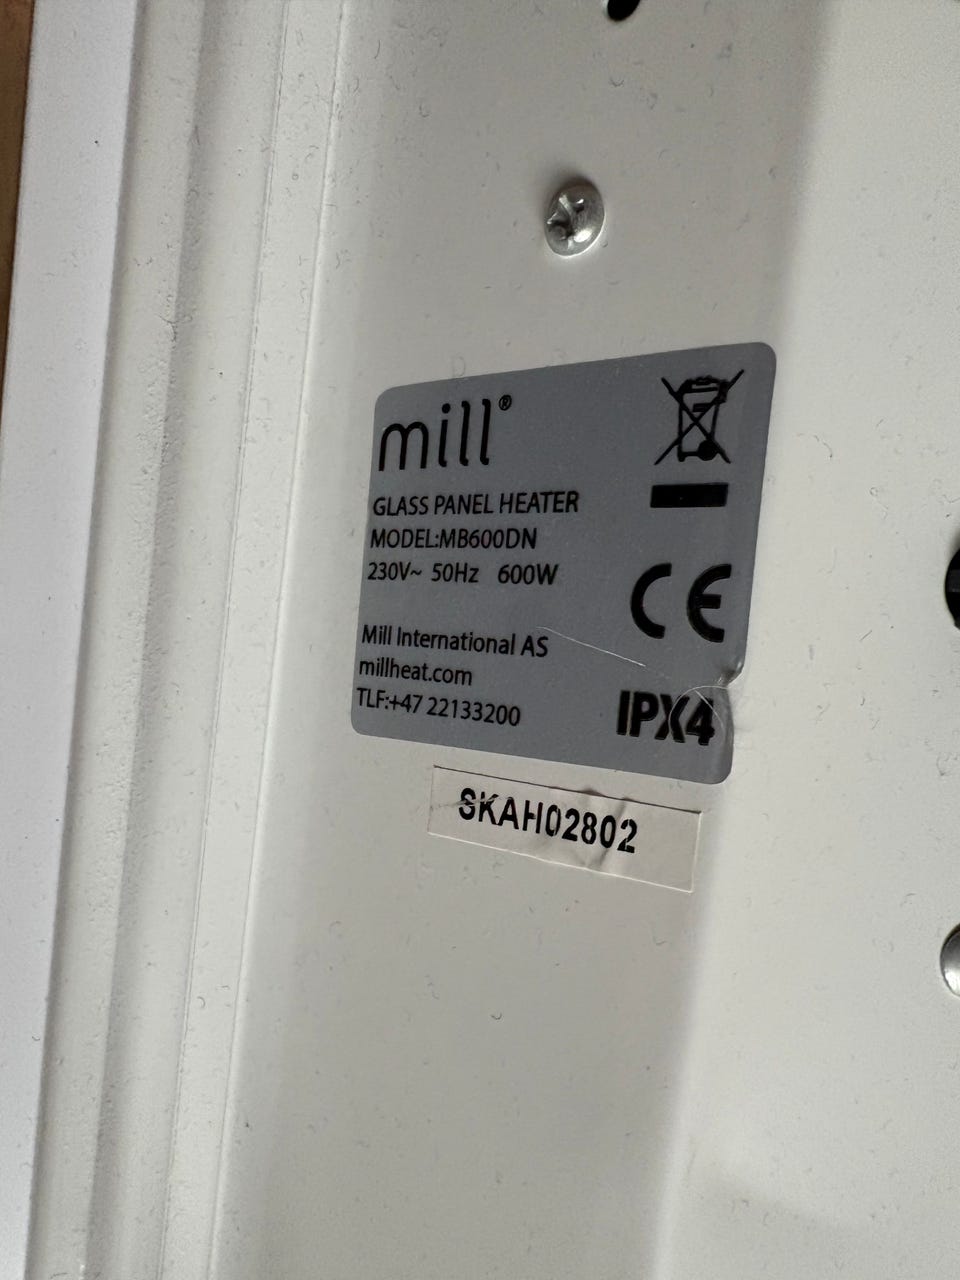 mill®
GLASS PANEL HEATER
MODEL:MB600DN
230V~ 50Hz 600W
CE
Mill International AS
millheat.com
TLF:+47 22133200
IPX4
SKAH02802